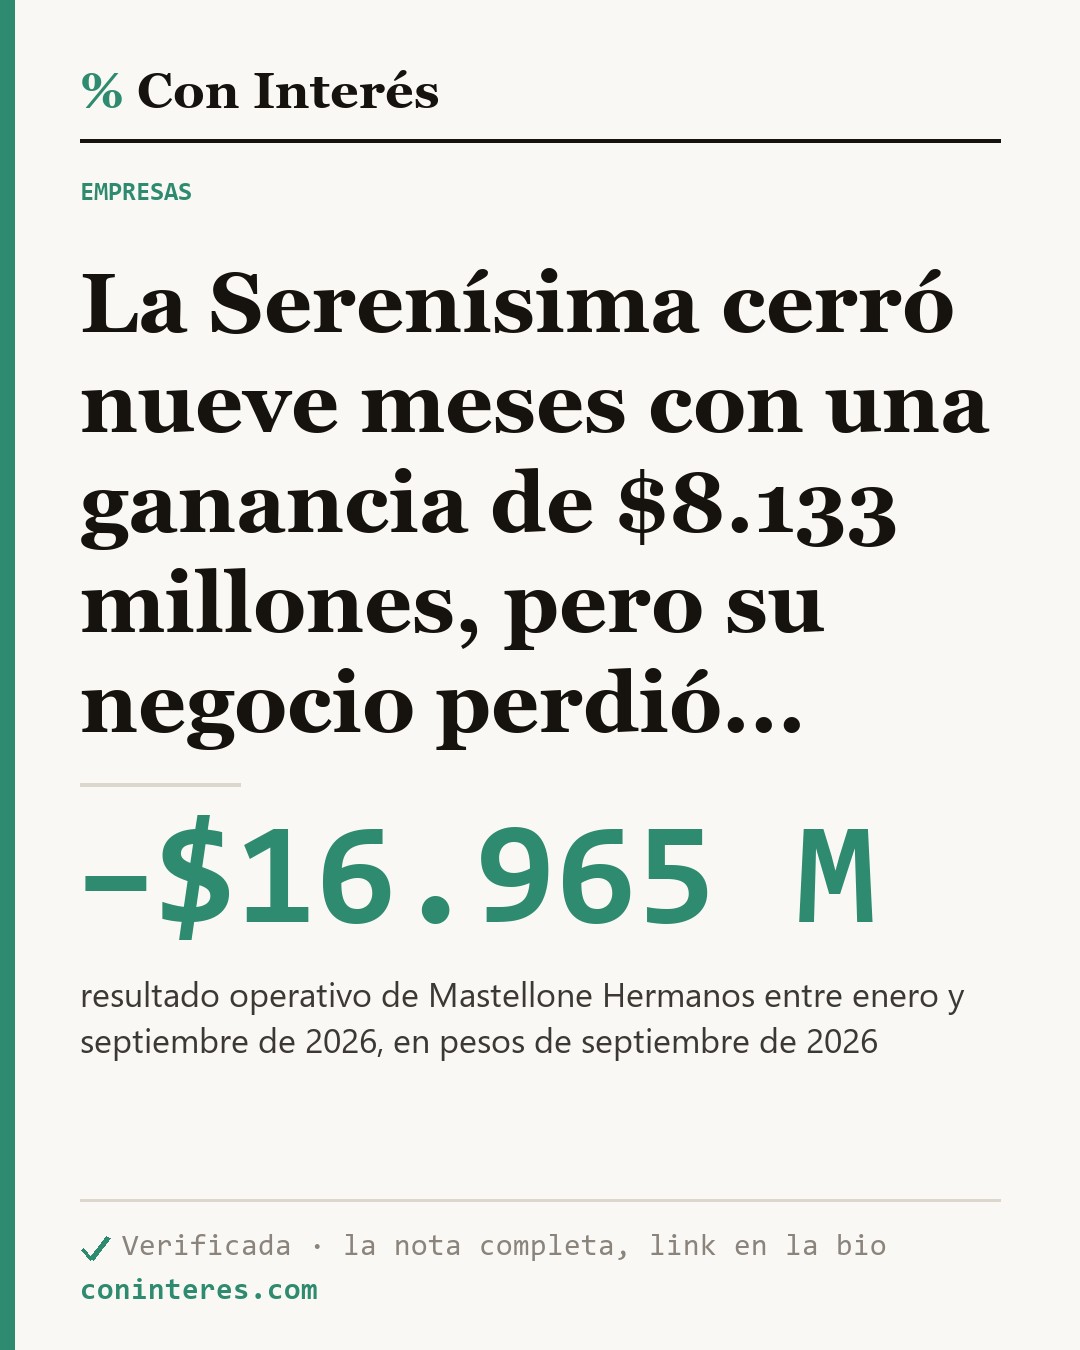 % Con Interés
EMPRESAS
La Serenísima cerró
nueve meses con una
ganancia de $8.133
millones, pero su
negocio perdió...
-$16.965 M
resultado operativo de Mastellone Hermanos entre enero y
septiembre de 2026, en pesos de septiembre de 2026
✓ Verificada · la nota completa, link en la bio
coninteres.com